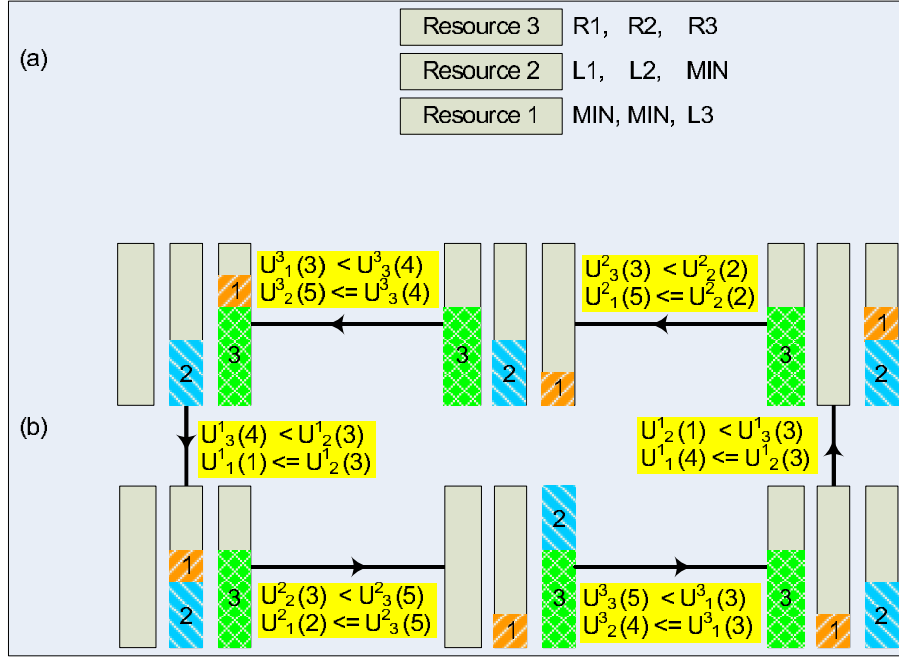 Resource 3 R1, R2, R3
(a)
Resource 2 L1, L2, MIN
Resource 1 MIN, MIN, L3
U³₁(3) < U³₃(4)
U³₂(5) <= U³₃(4)
U²₃(3) < U²₂(2)
U²₁(5) <= U²₂(2)
1
1
3
2
3
2
1
3
2
(b)
U¹₃(4) < U¹₂(3)
U¹₁(1) <= U¹₂(3)
U¹₂(1) < U¹₃(3)
U¹₁(4) <= U¹₂(3)
2
1
2
3
U²₂(3) < U²₃(5)
U²₁(2) <= U²₃(5)
1
3
U³₃(5) < U³₁(3)
U³₂(4) <= U³₁(3)
3
1
2